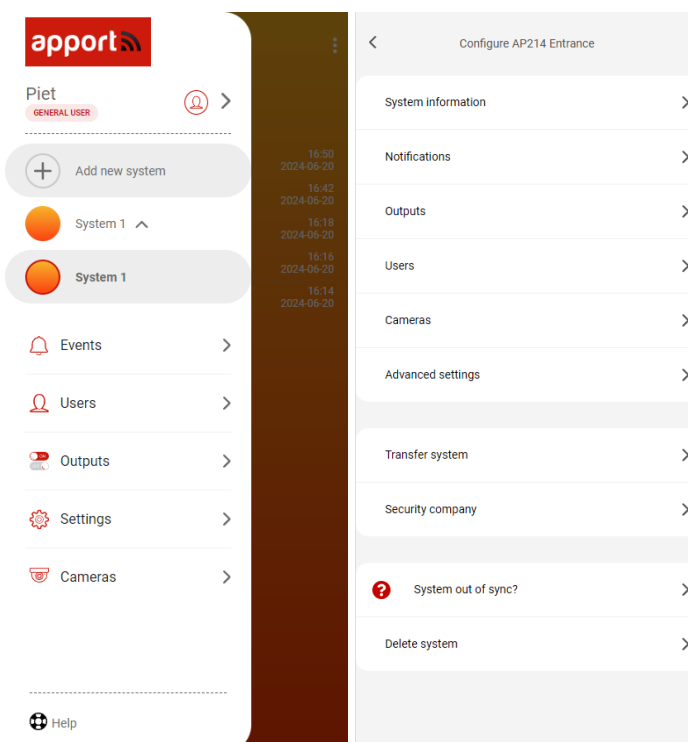 apport
Piet
GENERAL USER
Add new system
System 1
System 1
Events
Users
Outputs
Settings
Cameras
Help
16:50
2024-06-20
16:42
2024-06-20
16:18
2024-06-20
16:16
2024-06-20
16:14
2024-06-20
Configure AP214 Entrance
System information
Notifications
Outputs
Users
Cameras
Advanced settings
Transfer system
Security company
System out of sync?
Delete system